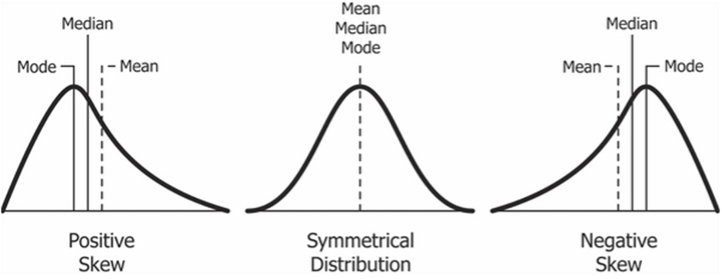 Median
Mode
Mean
Positive
Skew
Mean
Median
Mode
Symmetrical
Distribution
Median
Mean
Mode
Negative
Skew